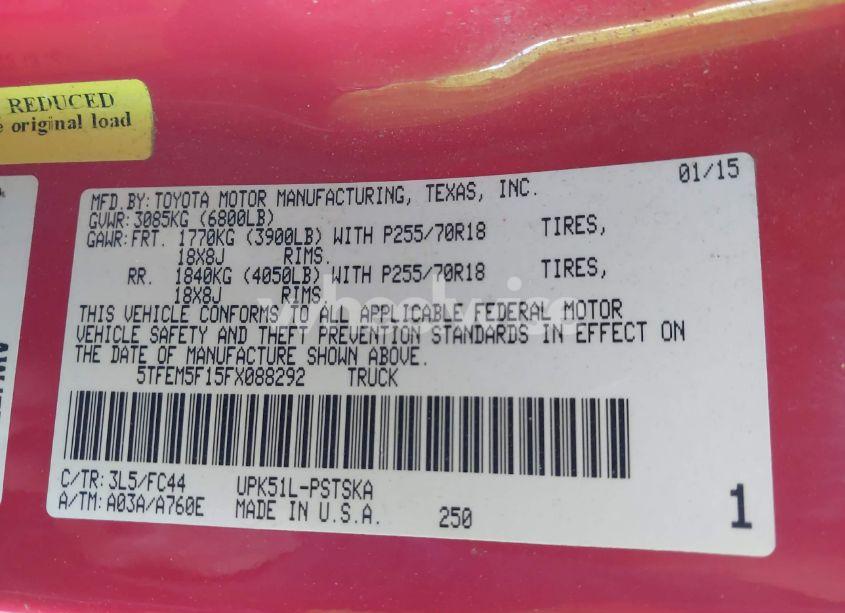 REDUCED
original load
01/15
MFD.BY: TOYOTA MOTOR MANUFACTURING, TEXAS, INC.
GVWR: 3085KG (6800LB)
GAWR: FRT. 1770KG (3900LB) WITH P255/70R18 TIRES,
18X8J RIMS.
RR. 1840KG (4050LB) WITH P255/70R18 TIRES,
18X8J RIMS.
THIS VEHICLE CONFORMS TO ALL APPLICABLE FEDERAL MOTOR
VEHICLE SAFETY AND THEFT PREVENTION STANDARDS IN EFFECT ON
THE DATE OF MANUFACTURE SHOWN ABOVE.
5TFEM5F15FX088292 TRUCK
C/TR: 3L5/FC44 UPK51L-PSTSKA
A/TM: A03A/A760E MADE IN U.S.A. 250 1